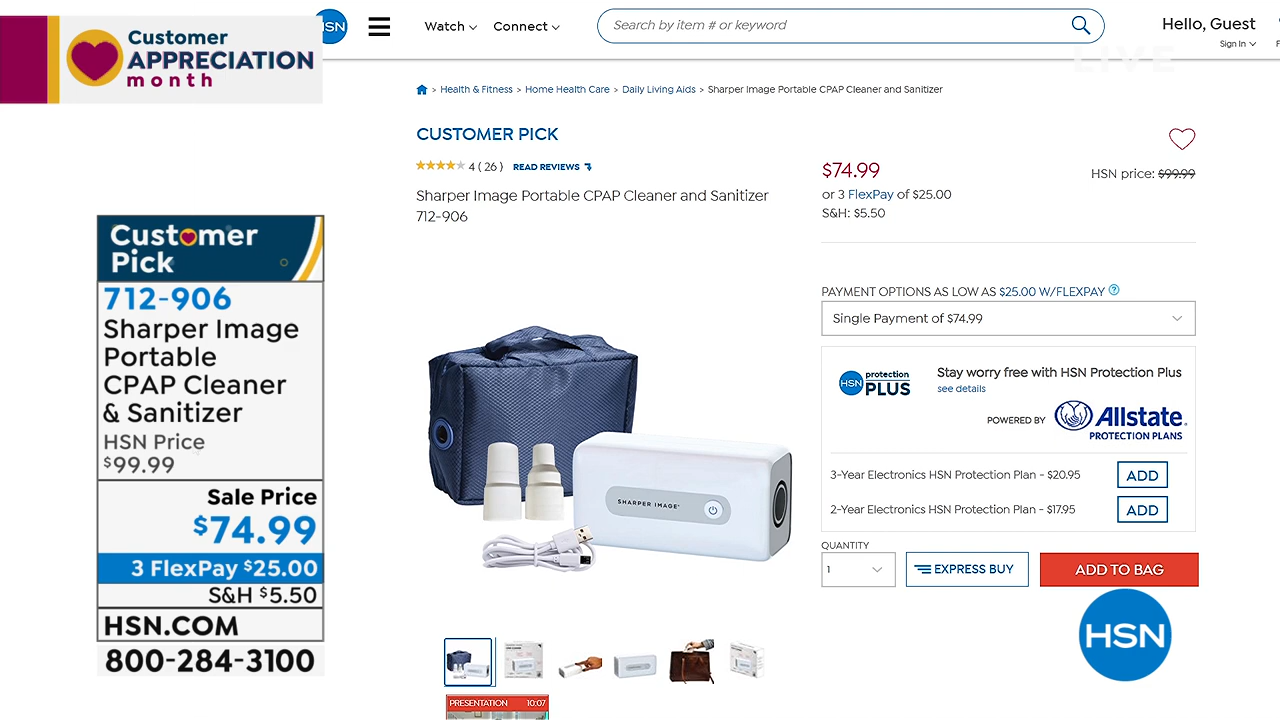 Customer
APPRECIATION
month
HSN
Watch
Connect
Search by item # or keyword
Hello, Guest
Sign In
LIVE
> Health & Fitness > Home Health Care > Daily Living Aids > Sharper Image Portable CPAP Cleaner and Sanitizer
CUSTOMER PICK
4 ( 26 ) READ REVIEWS
Sharper Image Portable CPAP Cleaner and Sanitizer
712-906
$74.99
HSN price: $99.99
or 3 FlexPay of $25.00
S&H: $5.50
PAYMENT OPTIONS AS LOW AS $25.00 W/FLEXPAY ?
Single Payment of $74.99
HSN protection PLUS
Stay worry free with HSN Protection Plus
see details
POWERED BY Allstate.
PROTECTION PLANS
3-Year Electronics HSN Protection Plan - $20.95 ADD
2-Year Electronics HSN Protection Plan - $17.95 ADD
QUANTITY
1
EXPRESS BUY
ADD TO BAG
HSN
SHARPER IMAGE
PRESENTATION 10:07
Customer
Pick
712-906
Sharper Image
Portable
CPAP Cleaner
& Sanitizer
HSN Price
$99.99
Sale Price
$74.99
3 FlexPay $25.00
S&H $5.50
HSN.COM
800-284-3100